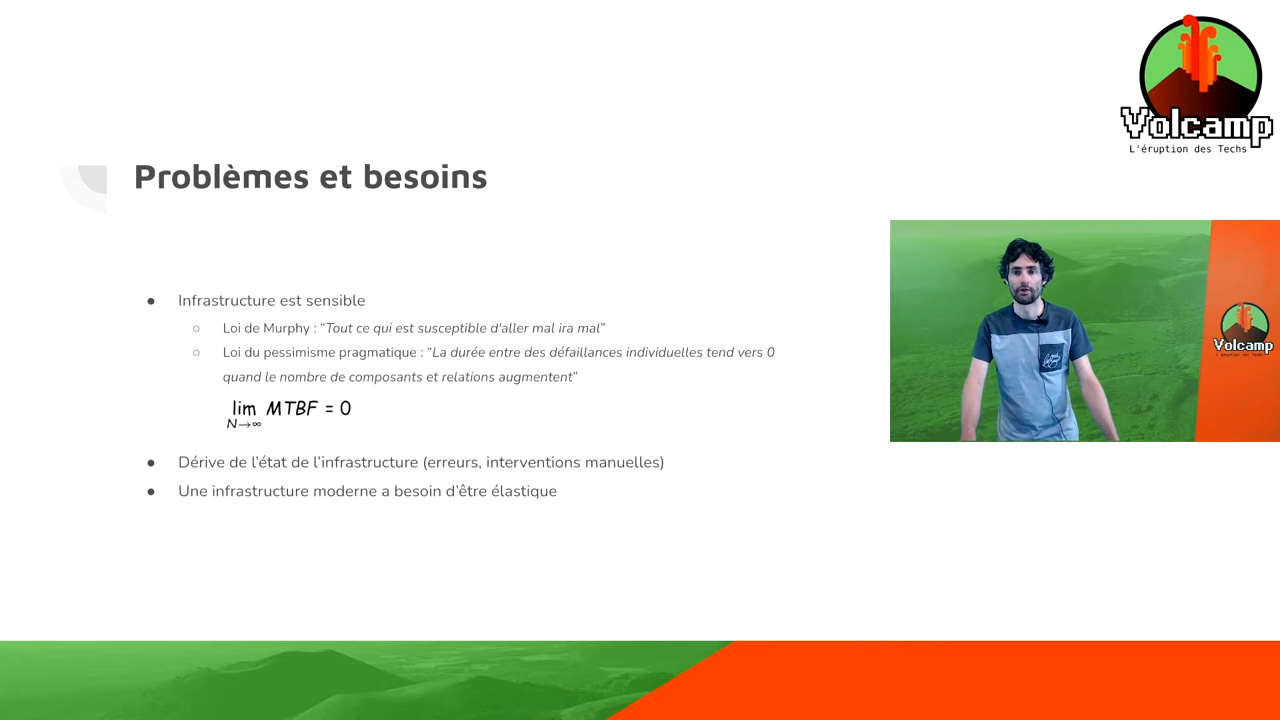 Volcamp
L'éruption des Techs
Problèmes et besoins
● Infrastructure est sensible
○ Loi de Murphy : “Tout ce qui est susceptible d'aller mal ira mal”
○ Loi du pessimisme pragmatique : “La durée entre des défaillances individuelles tend vers 0
quand le nombre de composants et relations augmentent”
lim MTBF = 0
N→∞
● Dérive de l’état de l’infrastructure (erreurs, interventions manuelles)
● Une infrastructure moderne a besoin d’être élastique
Volcamp
L'éruption des Techs